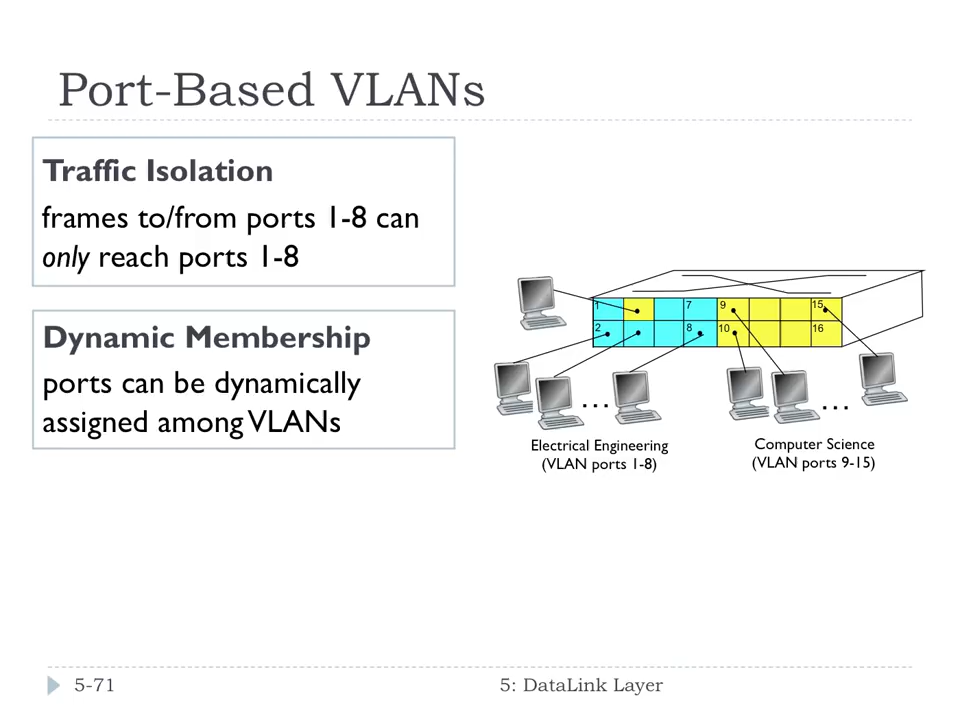 Port-Based VLANs
Traffic Isolation
frames to/from ports 1-8 can
only reach ports 1-8
Dynamic Membership
ports can be dynamically
assigned among VLANs
1 7 9 15
2 8 10 16
… …
Electrical Engineering
(VLAN ports 1-8)
Computer Science
(VLAN ports 9-15)
5-71
5: DataLink Layer